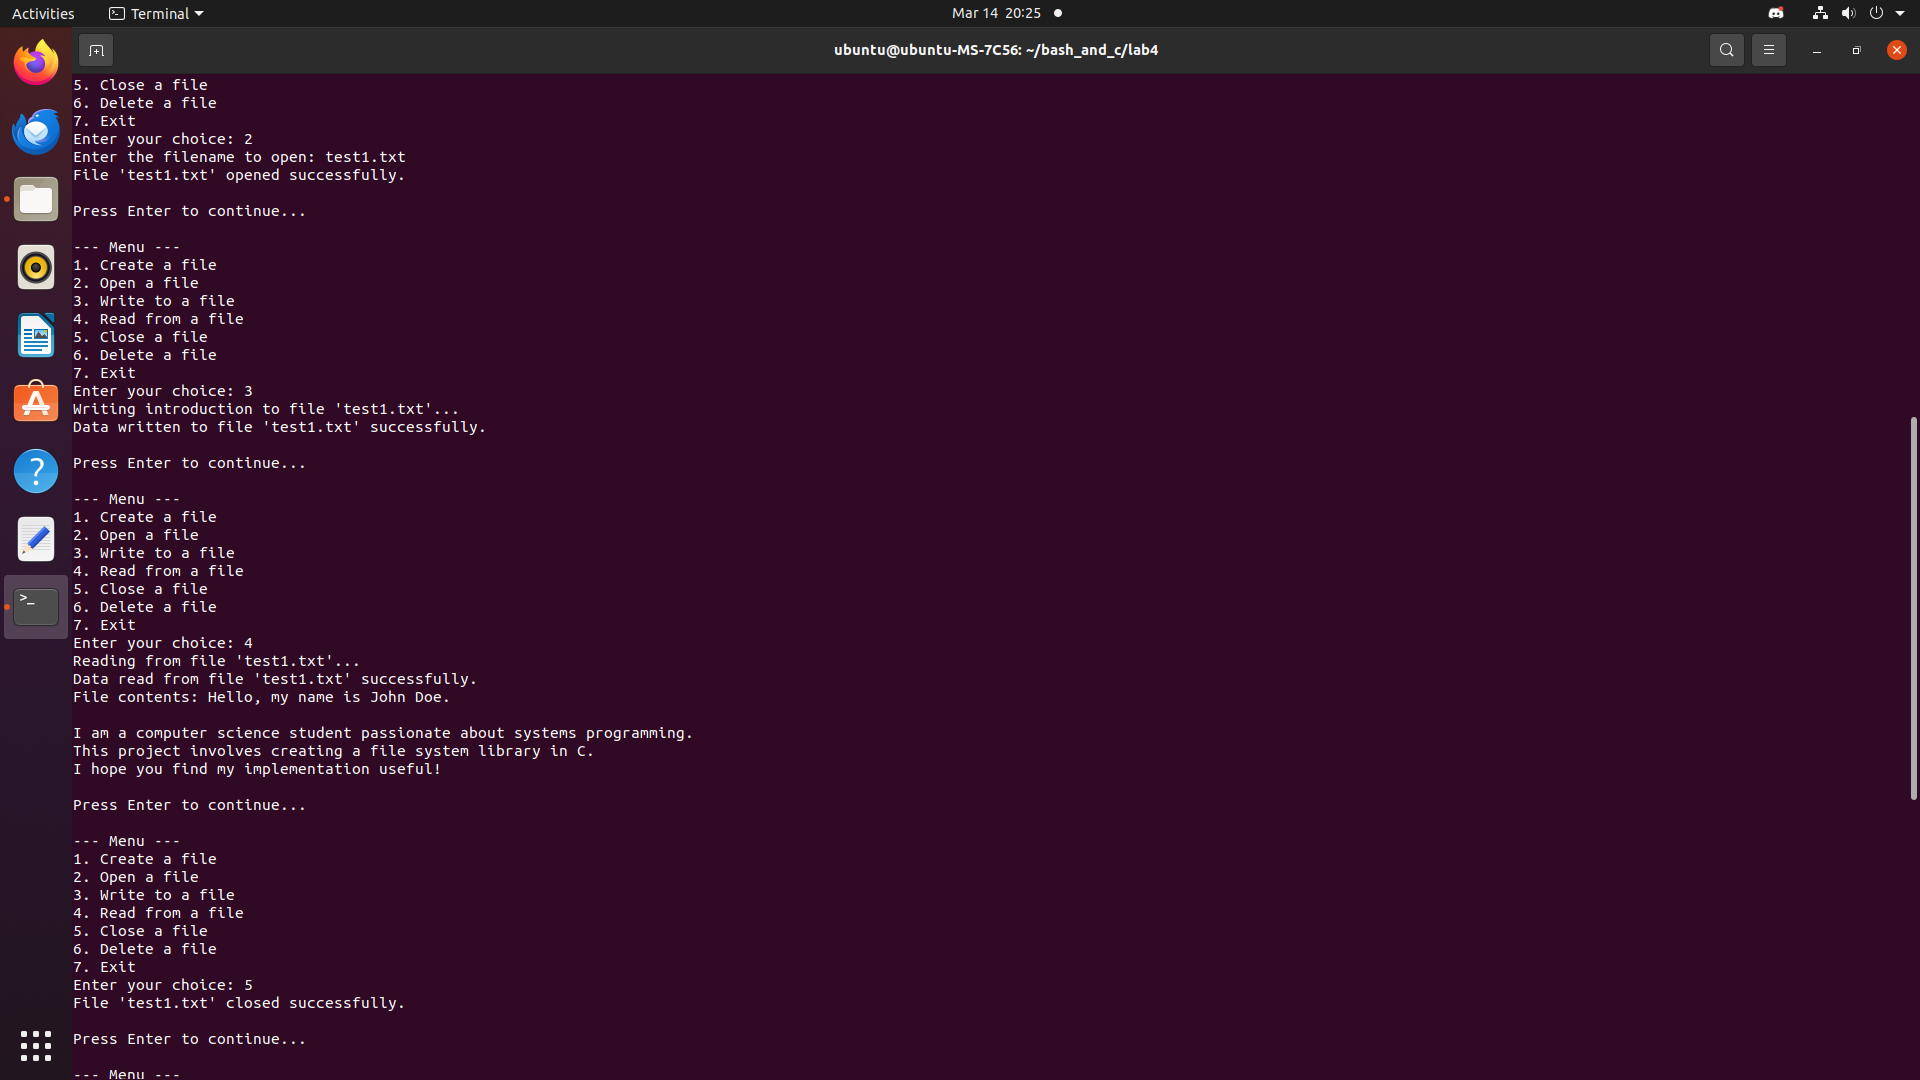 Activities
Terminal
Mar 14 20:25
ubuntu@ubuntu-MS-7C56: ~/bash_and_c/lab4
5. Close a file
6. Delete a file
7. Exit
Enter your choice: 2
Enter the filename to open: test1.txt
File 'test1.txt' opened successfully.
Press Enter to continue...
--- Menu ---
1. Create a file
2. Open a file
3. Write to a file
4. Read from a file
5. Close a file
6. Delete a file
7. Exit
Enter your choice: 3
Writing introduction to file 'test1.txt'...
Data written to file 'test1.txt' successfully.
Press Enter to continue...
--- Menu ---
1. Create a file
2. Open a file
3. Write to a file
4. Read from a file
5. Close a file
6. Delete a file
7. Exit
Enter your choice: 4
Reading from file 'test1.txt'...
Data read from file 'test1.txt' successfully.
File contents: Hello, my name is John Doe.
I am a computer science student passionate about systems programming.
This project involves creating a file system library in C.
I hope you find my implementation useful!
Press Enter to continue...
--- Menu ---
1. Create a file
2. Open a file
3. Write to a file
4. Read from a file
5. Close a file
6. Delete a file
7. Exit
Enter your choice: 5
File 'test1.txt' closed successfully.
Press Enter to continue...
--- Menu ---